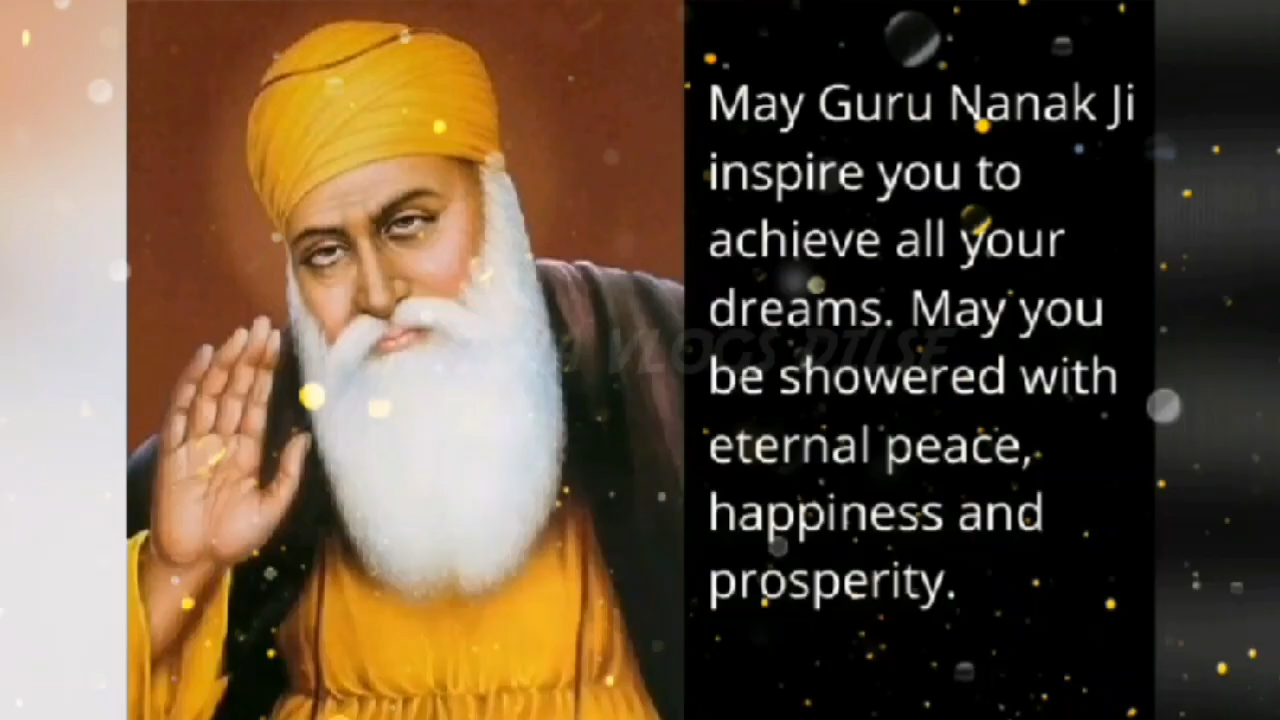 May Guru Nanak Ji
inspire you to
achieve all your
dreams. May you
be showered with
eternal peace,
happiness and
prosperity.
VLOGS